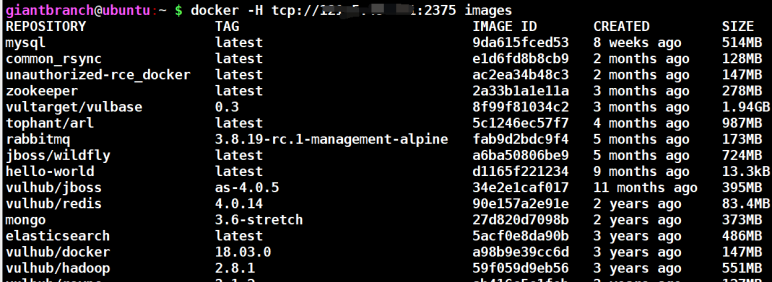 giantbranch@ubuntu:~ $ docker -H tcp:// :2375 images
REPOSITORY TAG IMAGE ID CREATED SIZE
mysql latest 9da615fced53 8 weeks ago 514MB
common_rsync latest e1d6fd8b8cb9 2 months ago 128MB
unauthorized-rce_docker latest ac2ea34b48c3 2 months ago 147MB
zookeeper latest 2a33b1a1e11a 3 months ago 278MB
vultarget/vulbase 0.3 8f99f81034c2 3 months ago 1.94GB
tophant/arl latest 5c1246ec57f7 4 months ago 987MB
rabbitmq 3.8.19-rc.1-management-alpine fab9d2bdc9f4 5 months ago 173MB
jboss/wildfly latest a6ba50806be9 5 months ago 724MB
hello-world latest d1165f221234 9 months ago 13.3kB
vulhub/jboss as-4.0.5 34e2e1caf017 11 months ago 395MB
vulhub/redis 4.0.14 90e157a2e91e 2 years ago 83.4MB
mongo 3.6-stretch 27d820d7098b 2 years ago 373MB
elasticsearch latest 5acf0e8da90b 3 years ago 486MB
vulhub/docker 18.03.0 a98b9e39cc6d 3 years ago 147MB
vulhub/hadoop 2.8.1 59f059d9eb56 3 years ago 551MB